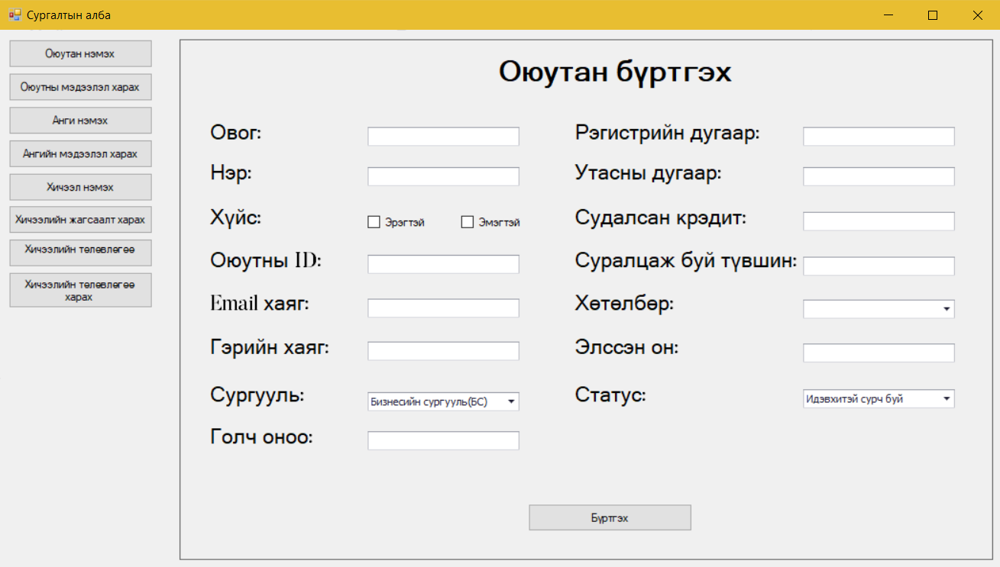 Сургалтын алба
Оюутан нэмэх
Оюутны мэдээлэл харах
Анги нэмэх
Ангийн мэдээлэл харах
Хичээл нэмэх
Хичээлийн жагсаалт харах
Хичээлийн төлөвлөгөө
Хичээлийн төлөвлөгөө
харах
Оюутан бүртгэх
Овог:
Рэгистрийн дугаар:
Нэр:
Утасны дугаар:
Хүйс:
Эрэгтэй
Эмэгтэй
Судалсан крэдит:
Оюутны ID:
Суралцаж буй түвшин:
Email хаяг:
Хөтөлбөр:
Гэрийн хаяг:
Элссэн он:
Сургууль:
Бизнесийн сургууль(БС)
Статус:
Идэвхитэй сурч буй
Голч оноо:
Бүртгэх